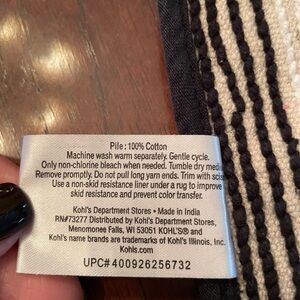 Pile: 100% Cotton
Machine wash warm separately. Gentle cycle.
Only non-chlorine bleach when needed. Tumble dry med
Remove promptly. Do not pull long yarn ends. Trim with scis
Use a non-skid resistance liner under a rug to improve
skid resistance and prevent color transfer.
Kohl's Department Stores • Made in India
RN#73277 Distributed by Kohl's Department Stores,
Menomonee Falls, WI 53051 KOHL'S® and
Kohl's name brands are trademarks of Kohl's Illinois, Inc.
Kohls.com
UPC# 400926256732